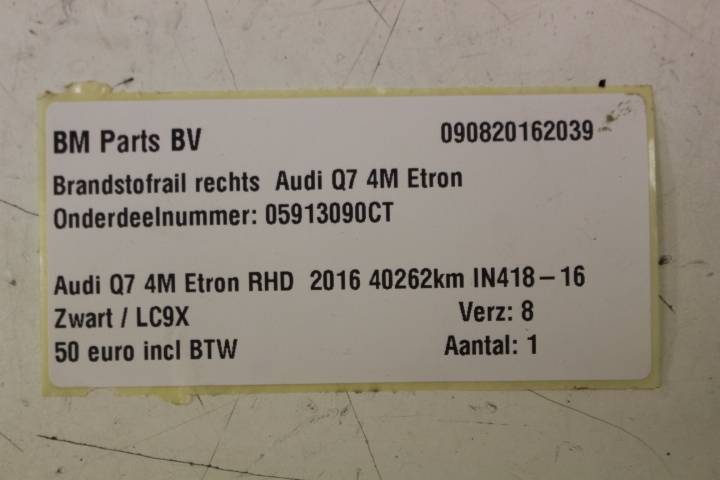 BM Parts BV 090820162039
Brandstofrail rechts Audi Q7 4M Etron
Onderdeelnummer: 05913090CT
Audi Q7 4M Etron RHD 2016 40262km IN418-16
Zwart / LC9X Verz: 8
50 euro incl BTW Aantal: 1